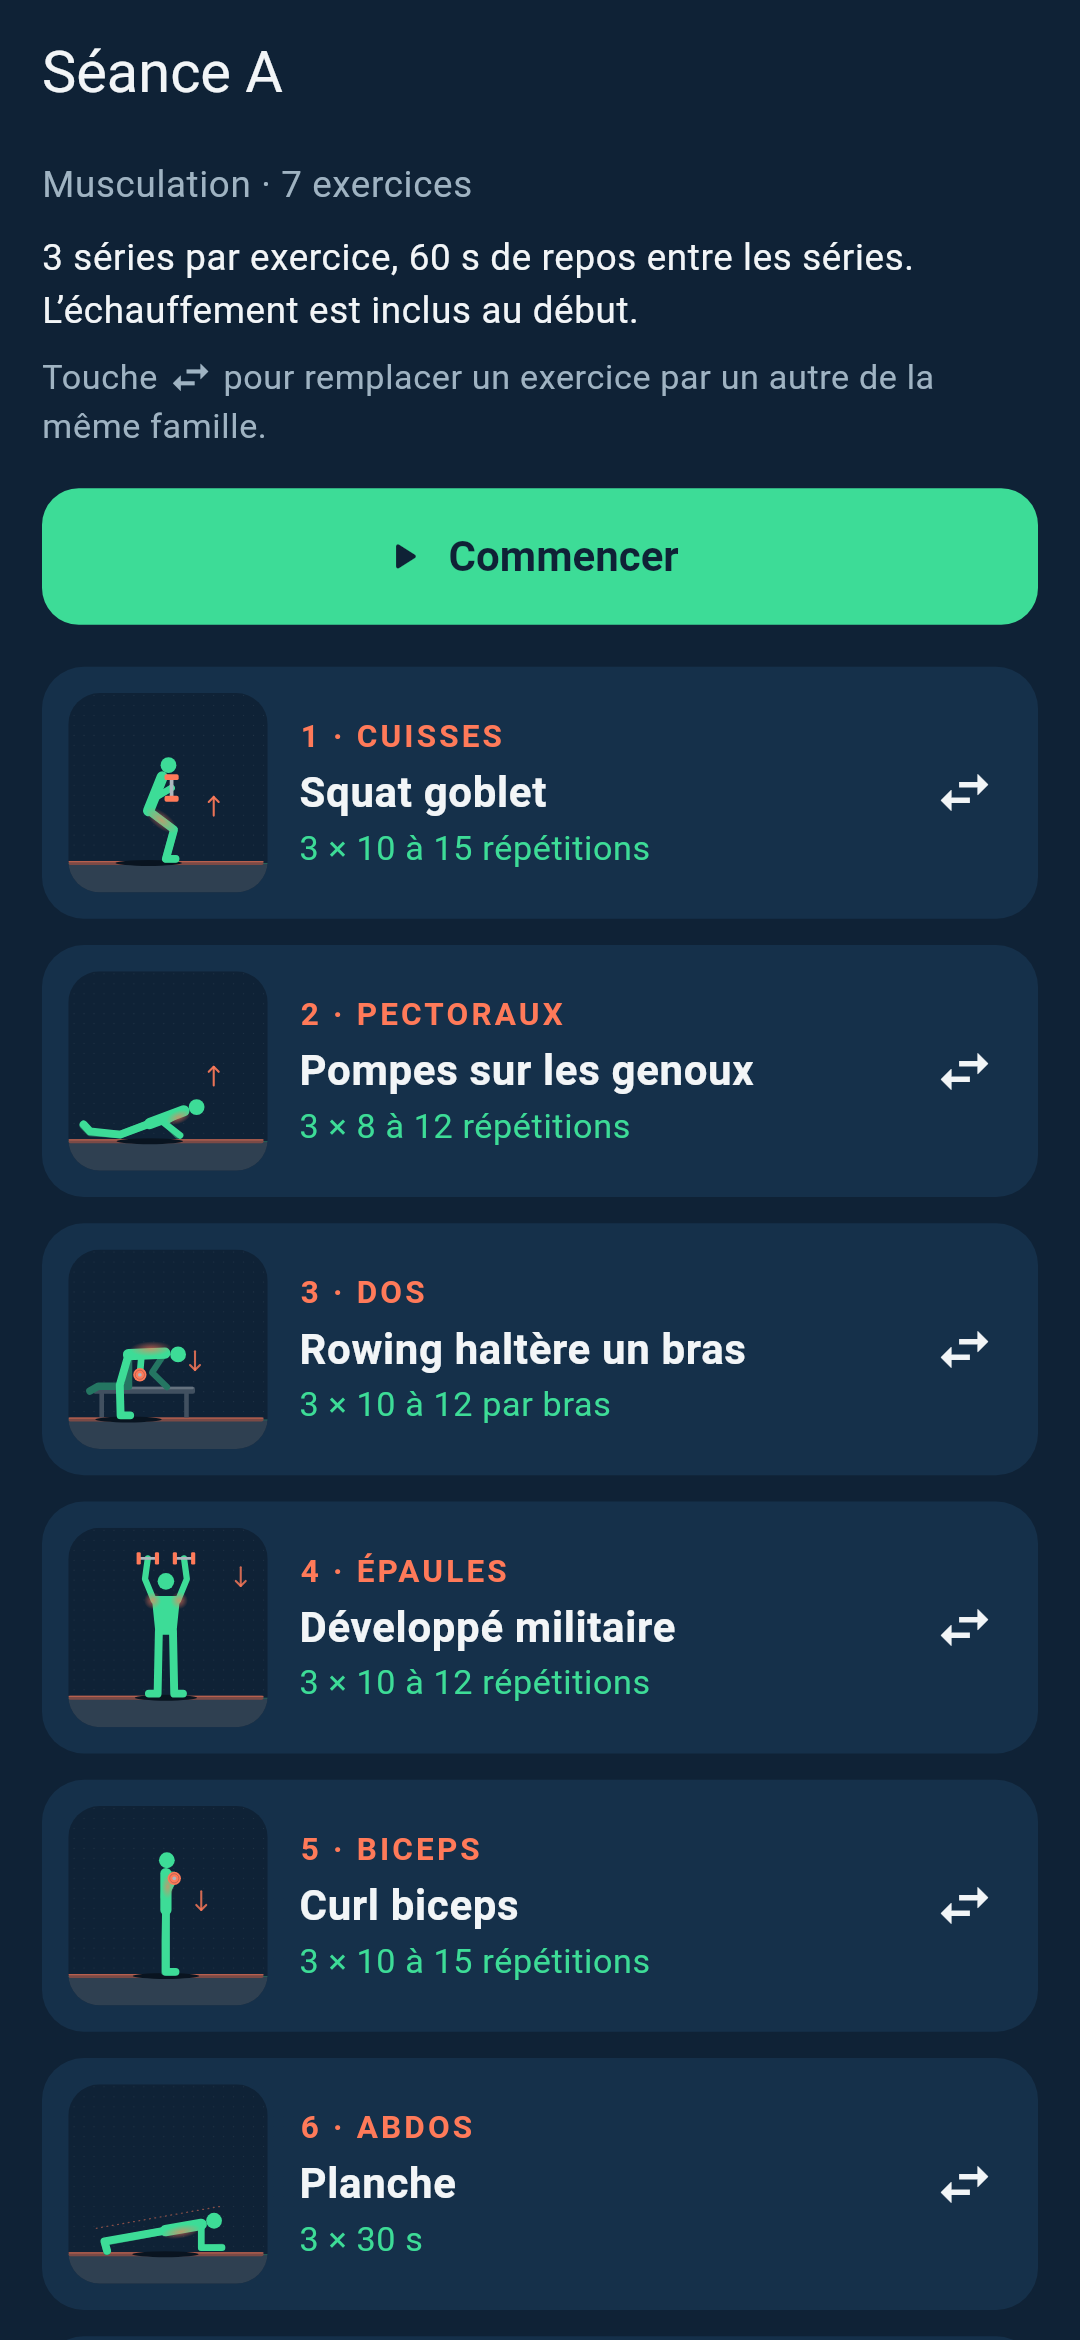 Séance A
Musculation · 7 exercices
3 séries par exercice, 60 s de repos entre les séries.
L’échauffement est inclus au début.
Touche pour remplacer un exercice par un autre de la
même famille.
Commencer
1 · CUISSES
Squat goblet
3 × 10 à 15 répétitions
2 · PECTORAUX
Pompes sur les genoux
3 × 8 à 12 répétitions
3 · DOS
Rowing haltère un bras
3 × 10 à 12 par bras
4 · ÉPAULES
Développé militaire
3 × 10 à 12 répétitions
5 · BICEPS
Curl biceps
3 × 10 à 15 répétitions
6 · ABDOS
Planche
3 × 30 s